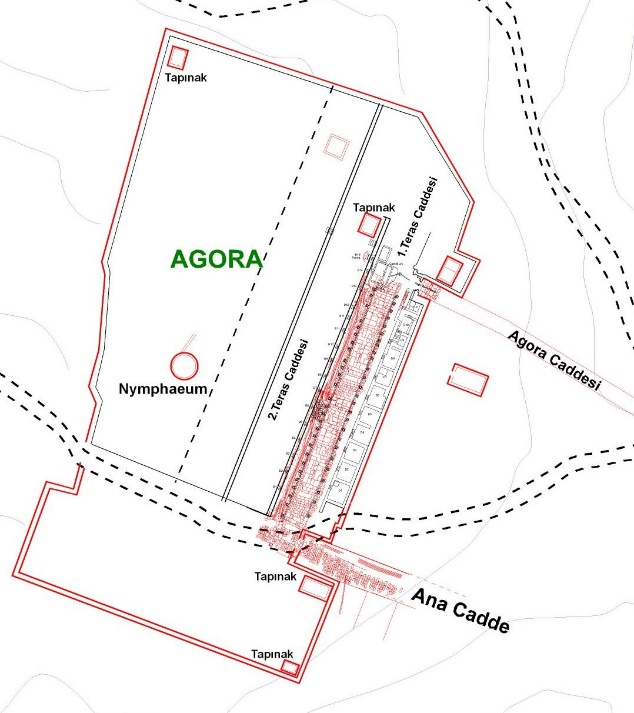 Tapınak
Tapınak
1.Teras Caddesi
AGORA
Agora Caddesi
2.Teras Caddesi
Nymphaeum
Tapınak
Ana Cadde
Tapınak